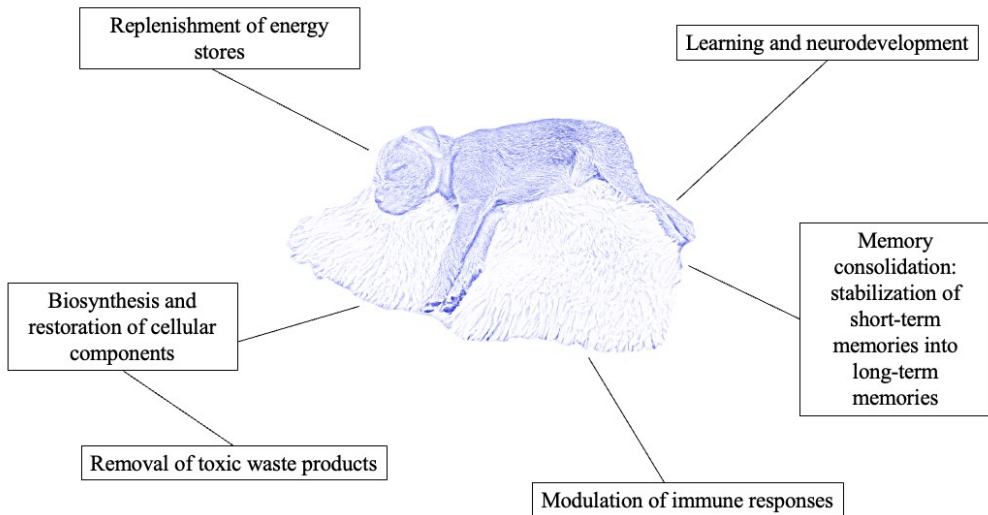 Replenishment of energy
stores
Learning and neurodevelopment
Memory
consolidation:
stabilization of
short-term
memories into
long-term
memories
Biosynthesis and
restoration of cellular
components
Removal of toxic waste products
Modulation of immune responses